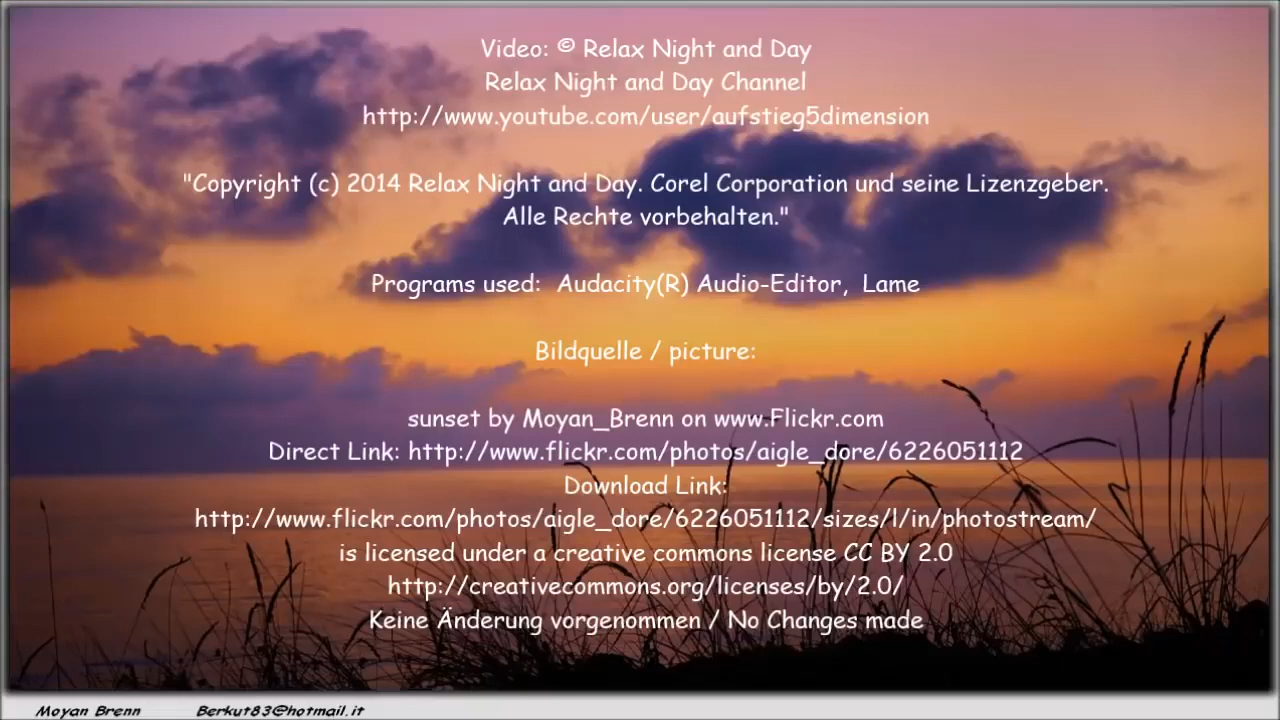 Video: © Relax Night and Day
Relax Night and Day Channel
http://www.youtube.com/user/aufstieg5dimension
"Copyright (c) 2014 Relax Night and Day. Corel Corporation und seine Lizenzgeber.
Alle Rechte vorbehalten."
Programs used:  Audacity(R) Audio-Editor,  Lame
Bildquelle / picture:
sunset by Moyan_Brenn on www.Flickr.com
Direct Link: http://www.flickr.com/photos/aigle_dore/6226051112
Download Link:
http://www.flickr.com/photos/aigle_dore/6226051112/sizes/l/in/photostream/
is licensed under a creative commons license CC BY 2.0
http://creativecommons.org/licenses/by/2.0/
Keine Änderung vorgenommen / No Changes made
Moyan Brenn Berkut83@hotmail.it